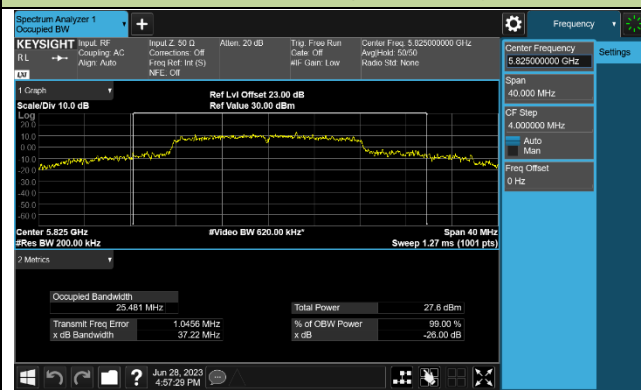 Spectrum Analyzer 1
Occupied BW
Frequency
KEYSIGHT
RL
LXI
Input: RF
Coupling: AC
Align: Auto
Input Z: 50 Ω
Corrections: Off
Freq Ref: Int (S)
NFE: Off
Atten: 20 dB
Trig: Free Run
Gate: Off
#IF Gain: Low
Center Freq: 5.825000000 GHz
Avg|Hold: 50/50
Radio Std: None
Center Frequency
5.825000000 GHz
Settings
Span
40.000 MHz
CF Step
4.000000 MHz
Auto
Man
Freq Offset
0 Hz
1 Graph
Scale/Div 10.0 dB
Ref Lvl Offset 23.00 dB
Ref Value 30.00 dBm
Log
20.0
10.0
0.00
-10.0
-20.0
-30.0
-40.0
-50.0
-60.0
Center 5.825 GHz
#Video BW 620.00 kHz*
Span 40 MHz
#Res BW 200.00 kHz
Sweep 1.27 ms (1001 pts)
2 Metrics
Occupied Bandwidth
25.481 MHz
Total Power
27.6 dBm
Transmit Freq Error
1.0456 MHz
% of OBW Power
99.00 %
x dB Bandwidth
37.22 MHz
x dB
-26.00 dB
Jun 28, 2023
4:57:29 PM